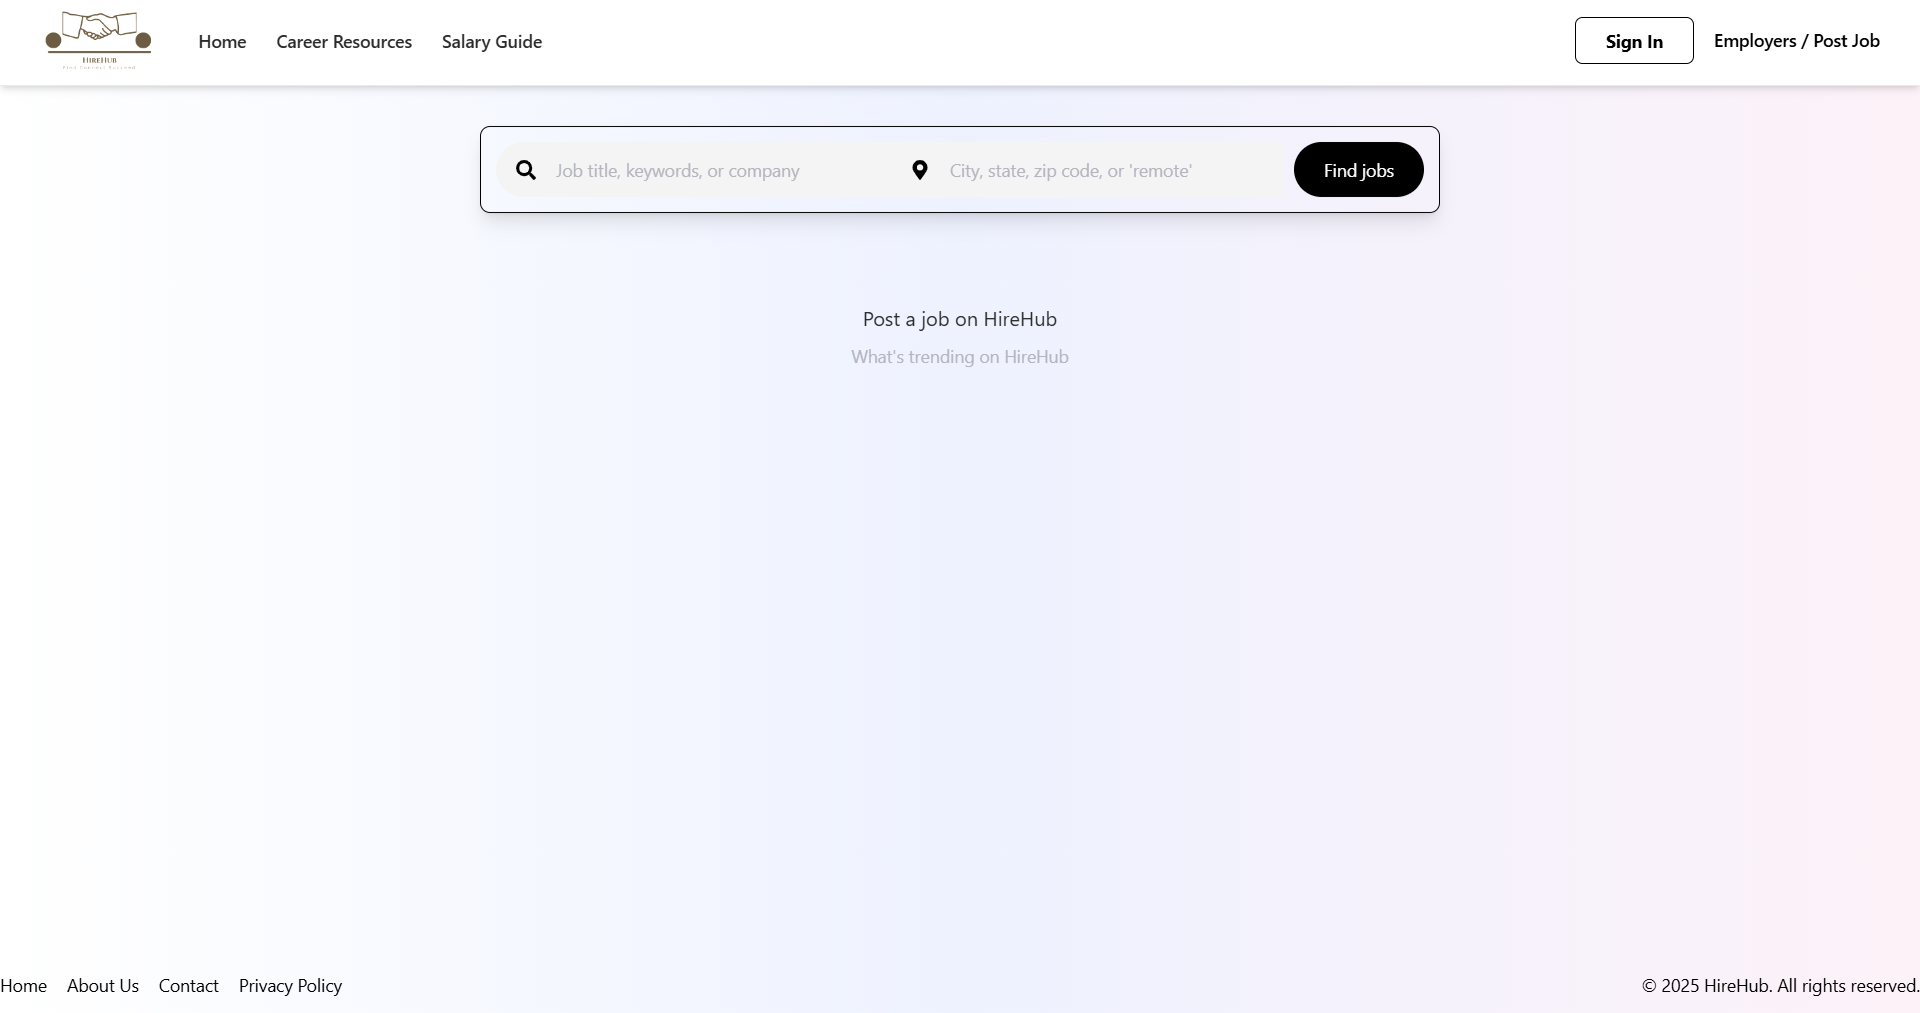 HireHub
Home
Career Resources
Salary Guide
Sign In
Employers / Post Job
Job title, keywords, or company
City, state, zip code, or 'remote'
Find jobs
Post a job on HireHub
What's trending on HireHub
Home
About Us
Contact
Privacy Policy
© 2025 HireHub. All rights reserved.